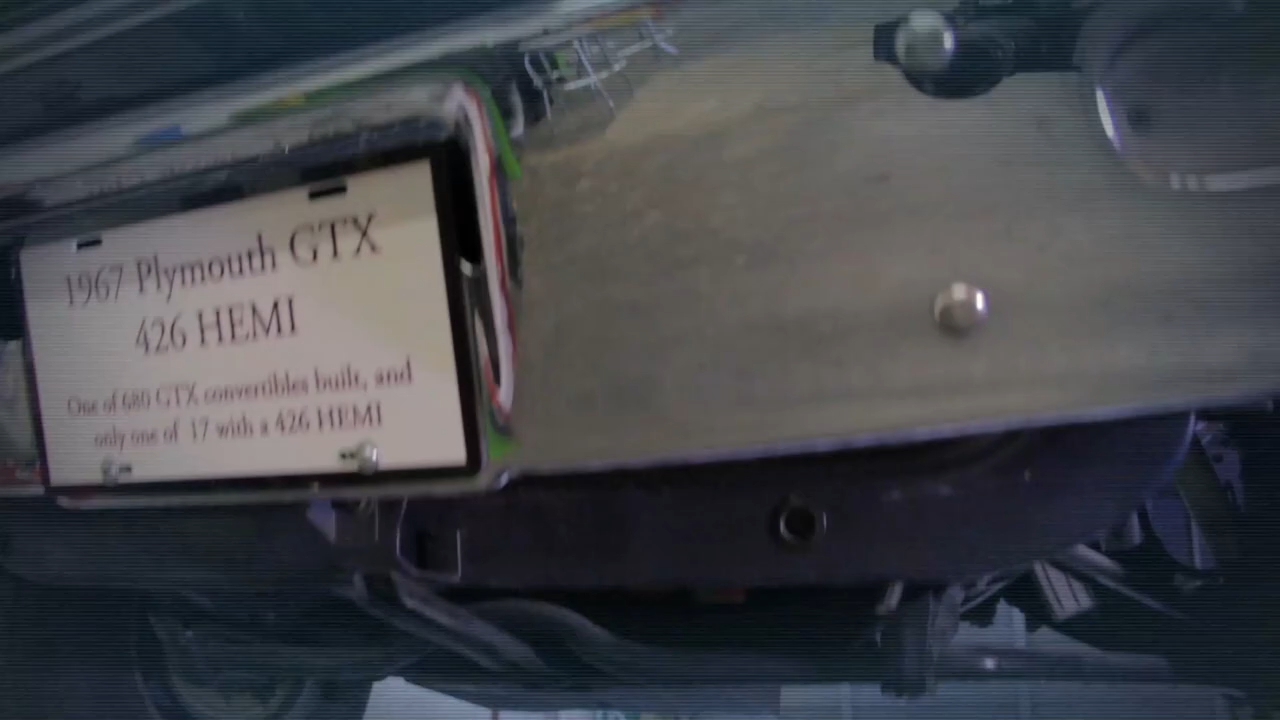 1967 Plymouth GTX
426 HEMI
One of 680 GTX convertibles built, and
only one of 17 with a 426 HEMI